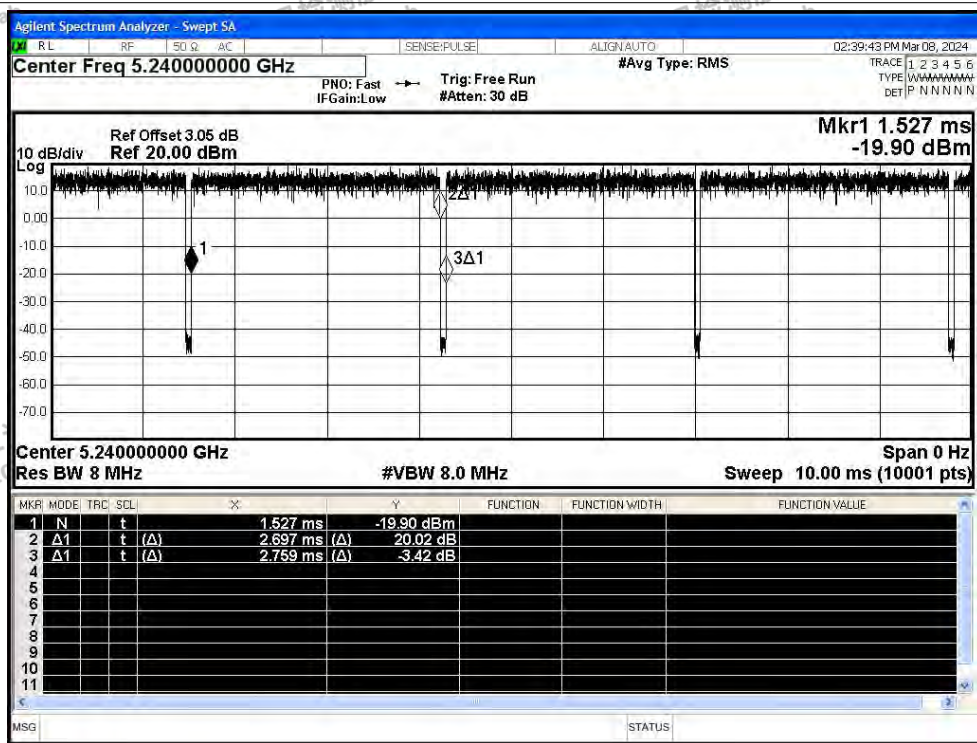 Agilent Spectrum Analyzer - Swept SA
RL RF 50 Ω AC SENSE:PULSE ALIGNAUTO 02:39:43 PM Mar 08, 2024
Center Freq 5.240000000 GHz #Avg Type: RMS TRACE 1 2 3 4 5 6
PNO: Fast Trig: Free Run TYPE WWWWWW
IFGain:Low #Atten: 30 dB DET P N N N N N
Ref Offset 3.05 dB Mkr1 1.527 ms
10 dB/div Ref 20.00 dBm -19.90 dBm
Log
10.0
2Δ1
0.00
-10.0
1
3Δ1
-20.0
-30.0
-40.0
-50.0
-60.0
-70.0
Center 5.240000000 GHz Span 0 Hz
Res BW 8 MHz #VBW 8.0 MHz Sweep 10.00 ms (10001 pts)
MKR MODE TRC SCL X Y FUNCTION FUNCTION WIDTH FUNCTION VALUE
1 N t 1.527 ms -19.90 dBm
2 Δ1 t (Δ) 2.697 ms (Δ) 20.02 dB
3 Δ1 t (Δ) 2.759 ms (Δ) -3.42 dB
4
5
6
7
8
9
10
11
MSG STATUS